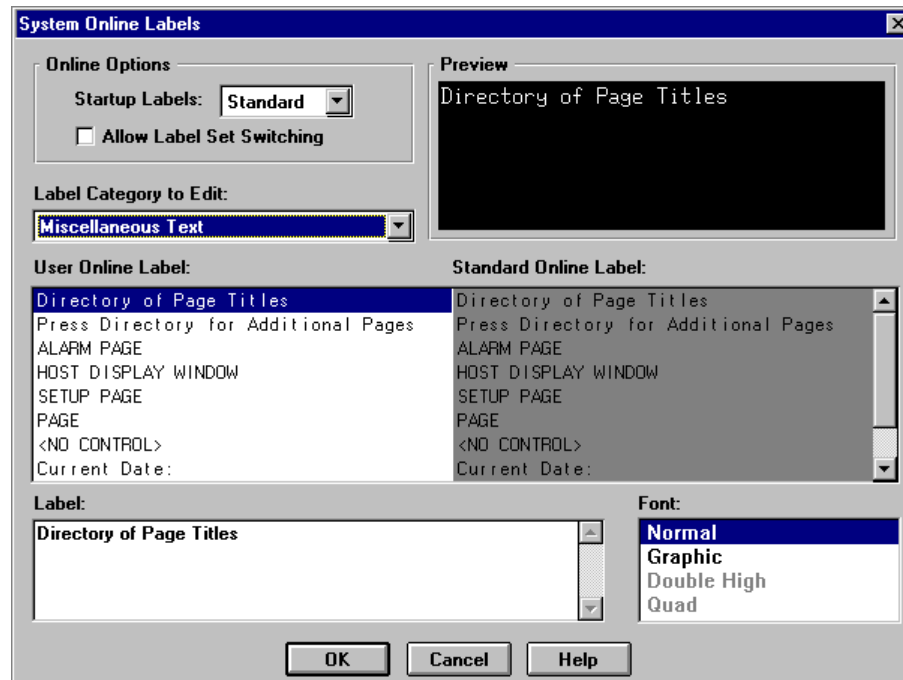 System Online Labels
Online Options
Startup Labels: Standard
Allow Label Set Switching
Preview
Directory of Page Titles
Label Category to Edit:
Miscellaneous Text
User Online Label:
Directory of Page Titles
Press Directory for Additional Pages
ALARM PAGE
HOST DISPLAY WINDOW
SETUP PAGE
PAGE
<NO CONTROL>
Current Date:
Standard Online Label:
Directory of Page Titles
Press Directory for Additional Pages
ALARM PAGE
HOST DISPLAY WINDOW
SETUP PAGE
PAGE
<NO CONTROL>
Current Date:
Label:
Directory of Page Titles
Font:
Normal
Graphic
Double High
Quad
OK Cancel Help